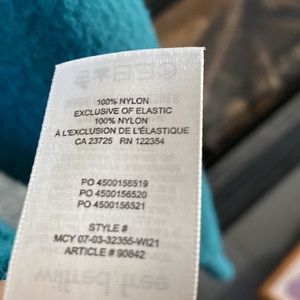 100% NYLON
EXCLUSIVE OF ELASTIC
100% NYLON
À L'EXCLUSION DE L'ÉLASTIQUE
CA 23725 RN 122354
PO 4500156519
PO 4500156520
PO 4500156521
STYLE #
MCY 07-03-32355-WI21
ARTICLE # 90842